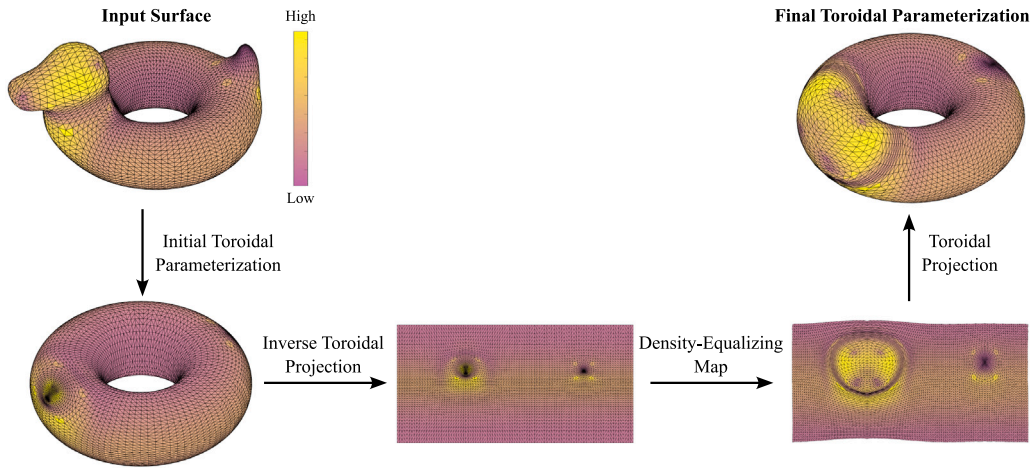 Input Surface
High
Low
Final Toroidal Parameterization
Initial Toroidal
Parameterization
Toroidal
Projection
Inverse Toroidal
Projection
Density-Equalizing
Map